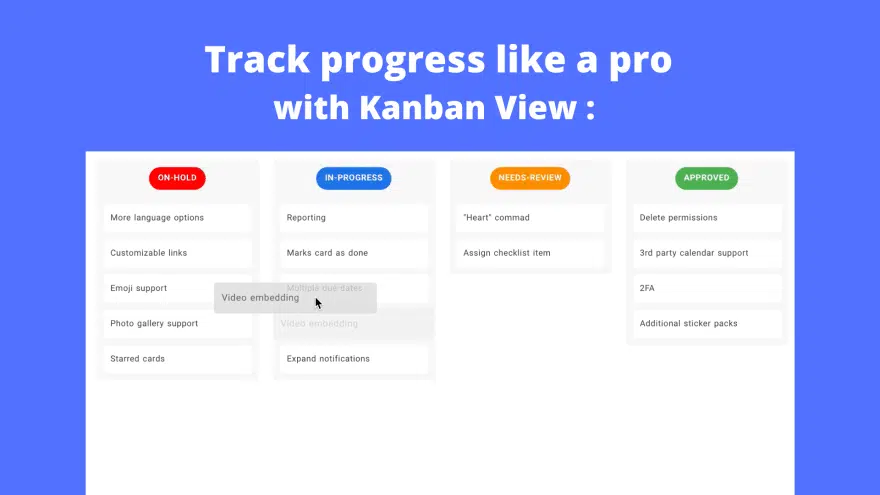 Track progress like a pro
with Kanban View :
ON-HOLD
More language options
Customizable links
Emoji support
Photo gallery support
Starred cards
IN-PROGRESS
Reporting
Marks card as done
Multiple due dates
Video embedding
Video embedding
Expand notifications
NEEDS-REVIEW
"Heart" commad
Assign checklist item
APPROVED
Delete permissions
3rd party calendar support
2FA
Additional sticker packs